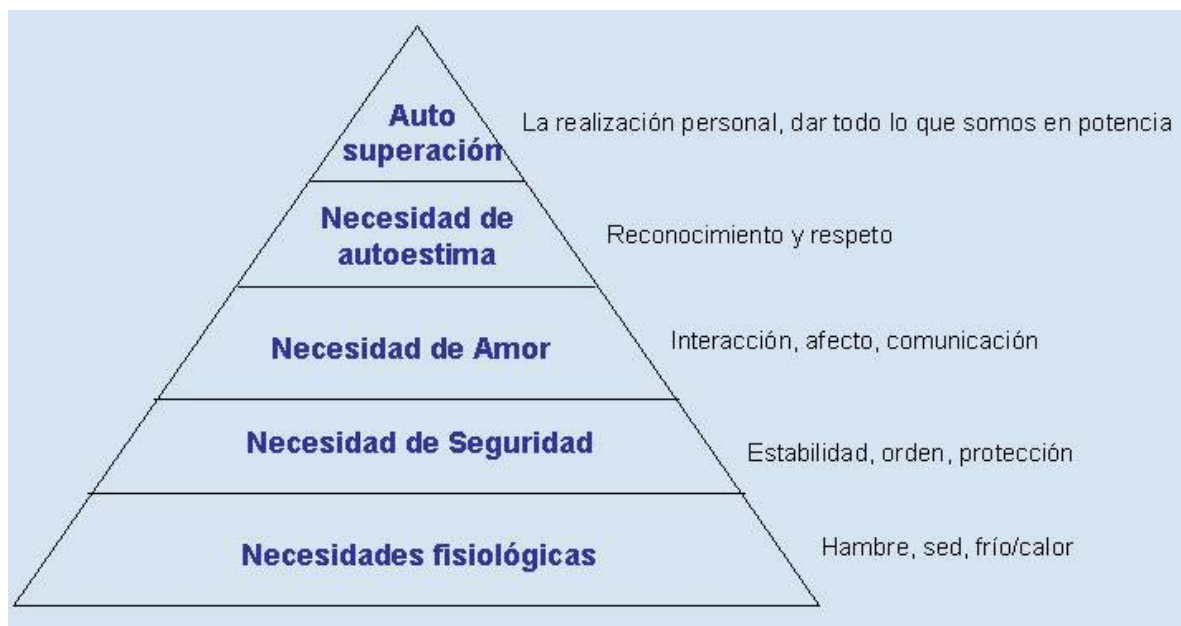 Auto
superación
La realización personal, dar todo lo que somos en potencia
Necesidad de
autoestima
Reconocimiento y respeto
Necesidad de Amor
Interacción, afecto, comunicación
Necesidad de Seguridad
Estabilidad, orden, protección
Necesidades fisiológicas
Hambre, sed, frío/calor